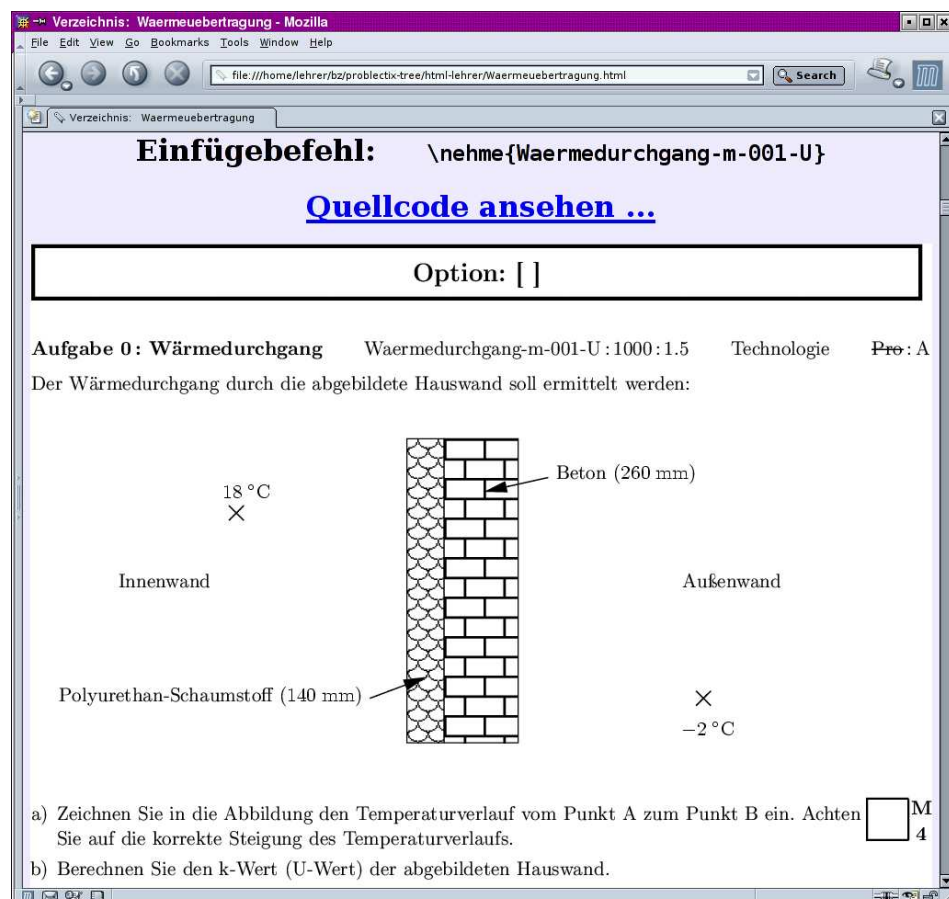 Verzeichnis: Waermeuebertragung - Mozilla
File Edit View Go Bookmarks Tools Window Help
file:///home/lehrer/bz/problectix-tree/html-lehrer/Waermeuebertragung.html Search
Verzeichnis: Waermeuebertragung
Einfügebefehl: \nehme{Waermedurchgang-m-001-U}
Quellcode ansehen ...
Option: [ ]
Aufgabe 0: Wärmedurchgang Waermedurchgang-m-001-U:1000:1.5 Technologie Pro: A
Der Wärmedurchgang durch die abgebildete Hauswand soll ermittelt werden:
Beton (260 mm)
18 °C
Innenwand Außenwand
Polyurethan-Schaumstoff (140 mm)
−2 °C
a) Zeichnen Sie in die Abbildung den Temperaturverlauf vom Punkt A zum Punkt B ein. Achten M
Sie auf die korrekte Steigung des Temperaturverlaufs. 4
b) Berechnen Sie den k-Wert (U-Wert) der abgebildeten Hauswand.